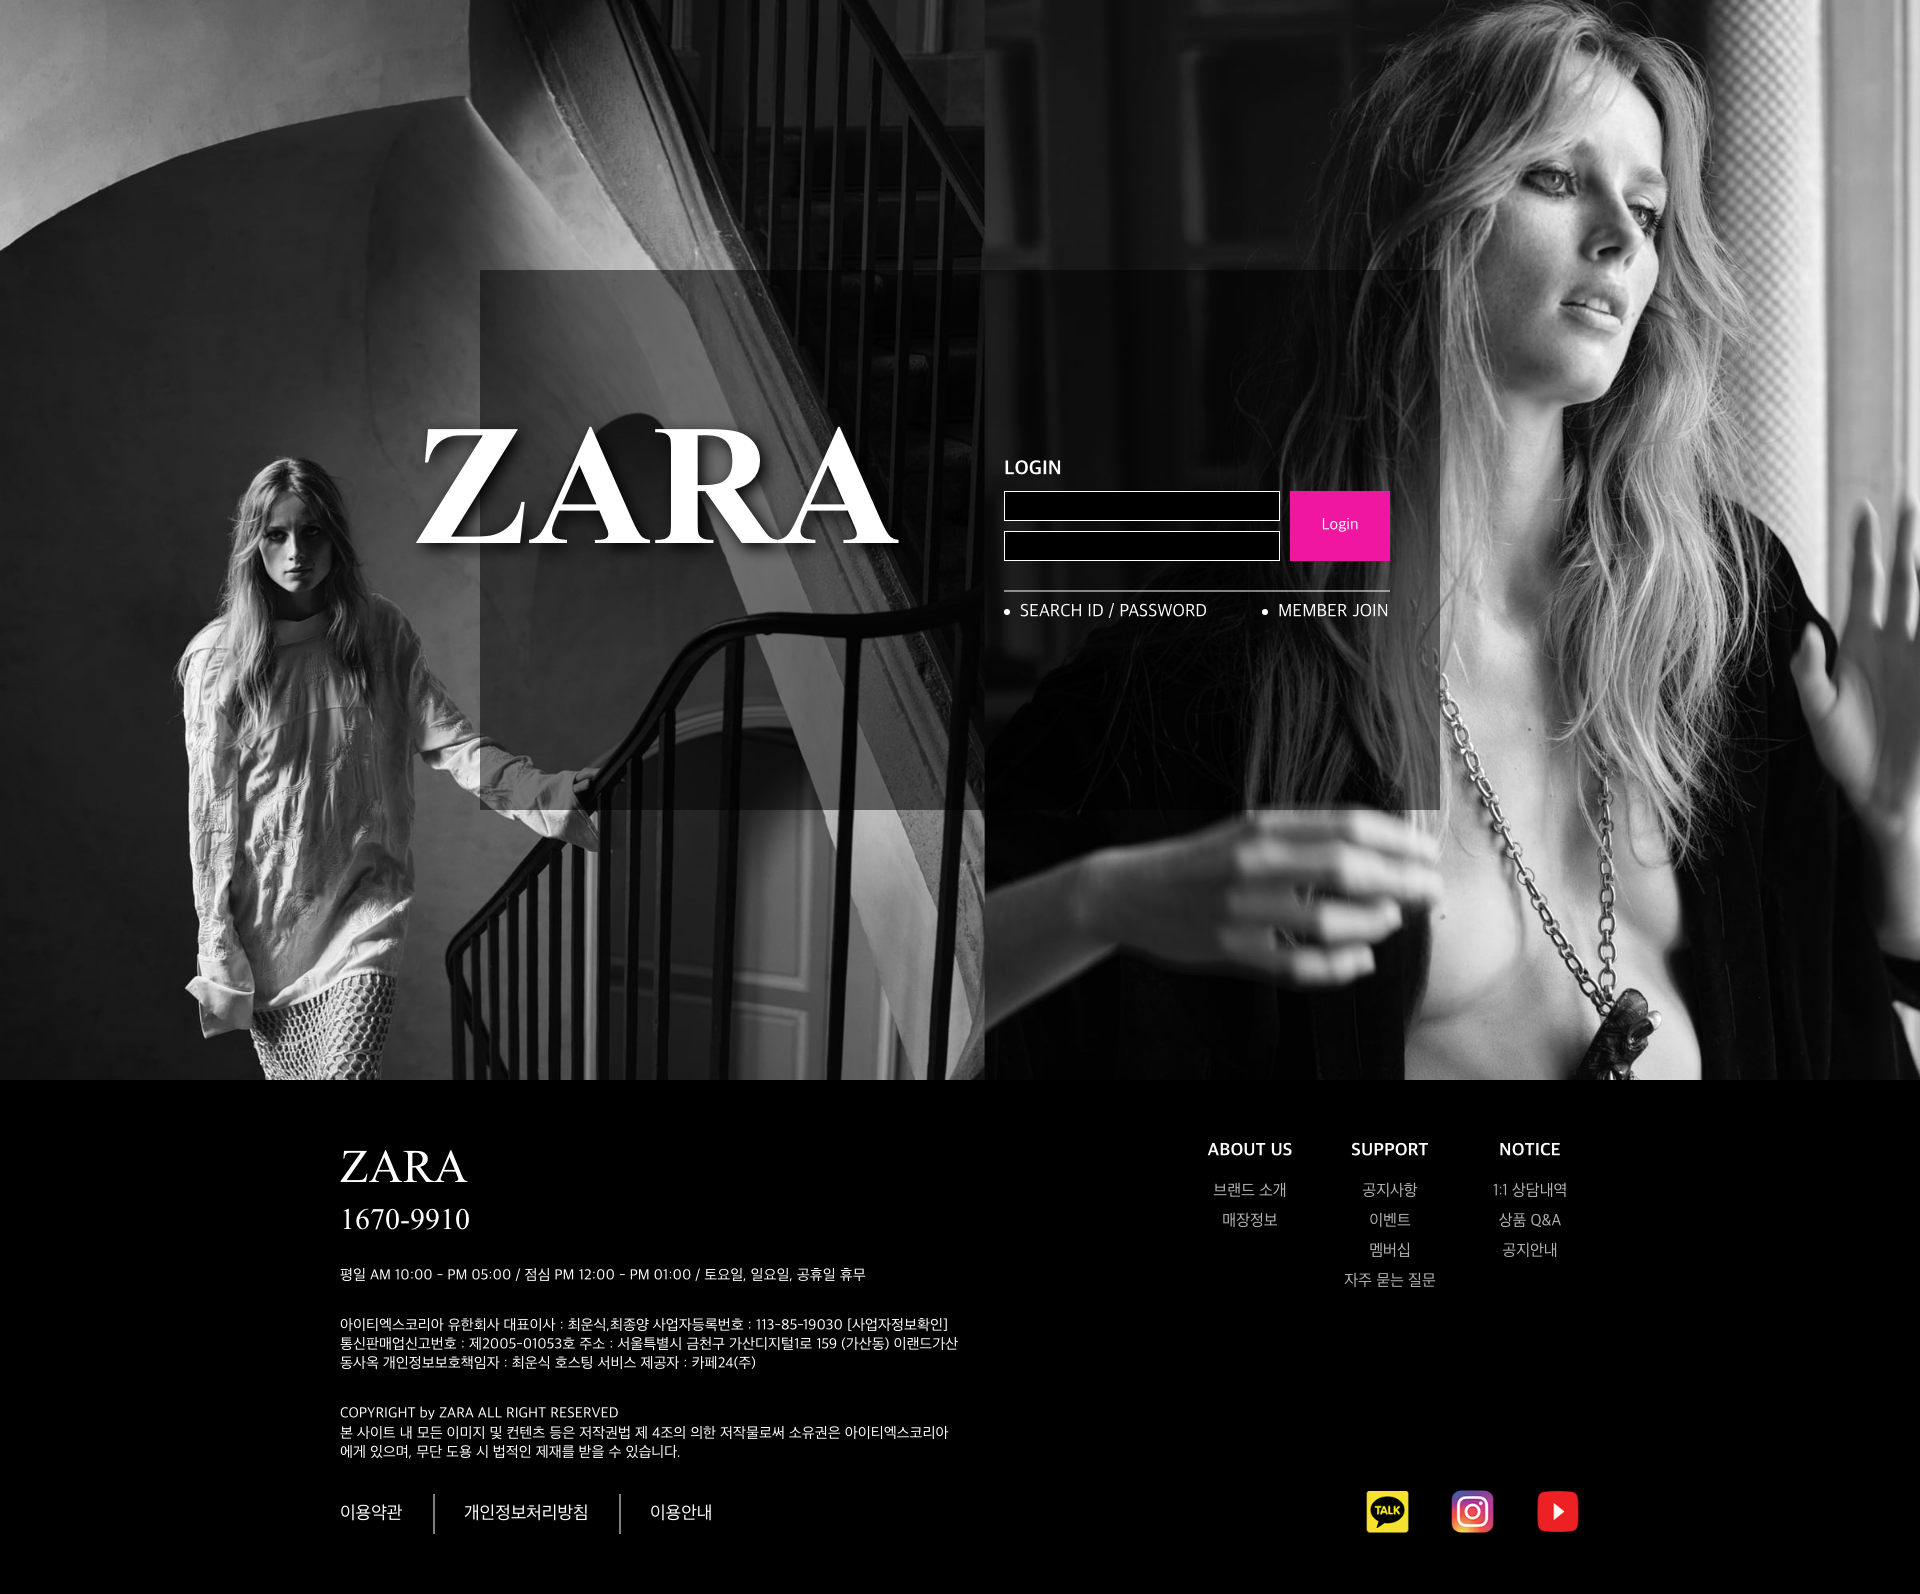 ZARA
LOGIN
Login
SEARCH ID / PASSWORD
MEMBER JOIN
ZARA
1670-9910
평일 AM 10:00 - PM 05:00 / 점심 PM 12:00 - PM 01:00 / 토요일, 일요일, 공휴일 휴무
아이티엑스코리아 유한회사 대표이사 : 최운식,최종양 사업자등록번호 : 113-85-19030 [사업자정보확인]
통신판매업신고번호 : 제2005-01053호 주소 : 서울특별시 금천구 가산디지털1로 159 (가산동) 이랜드가산
동사옥 개인정보보호책임자 : 최운식 호스팅 서비스 제공자 : 카페24(주)
COPYRIGHT by ZARA ALL RIGHT RESERVED
본 사이트 내 모든 이미지 및 컨텐츠 등은 저작권법 제 4조의 의한 저작물로써 소유권은 아이티엑스코리아
에게 있으며, 무단 도용 시 법적인 제재를 받을 수 있습니다.
이용약관
개인정보처리방침
이용안내
ABOUT US
브랜드 소개
매장정보
SUPPORT
공지사항
이벤트
멤버십
자주 묻는 질문
NOTICE
1:1 상담내역
상품 Q&A
공지안내
TALK